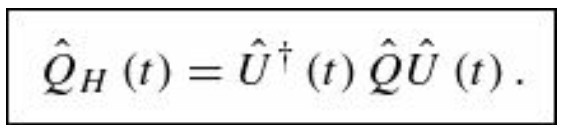 Q̂_H (t) = Û† (t) Q̂Û (t) .